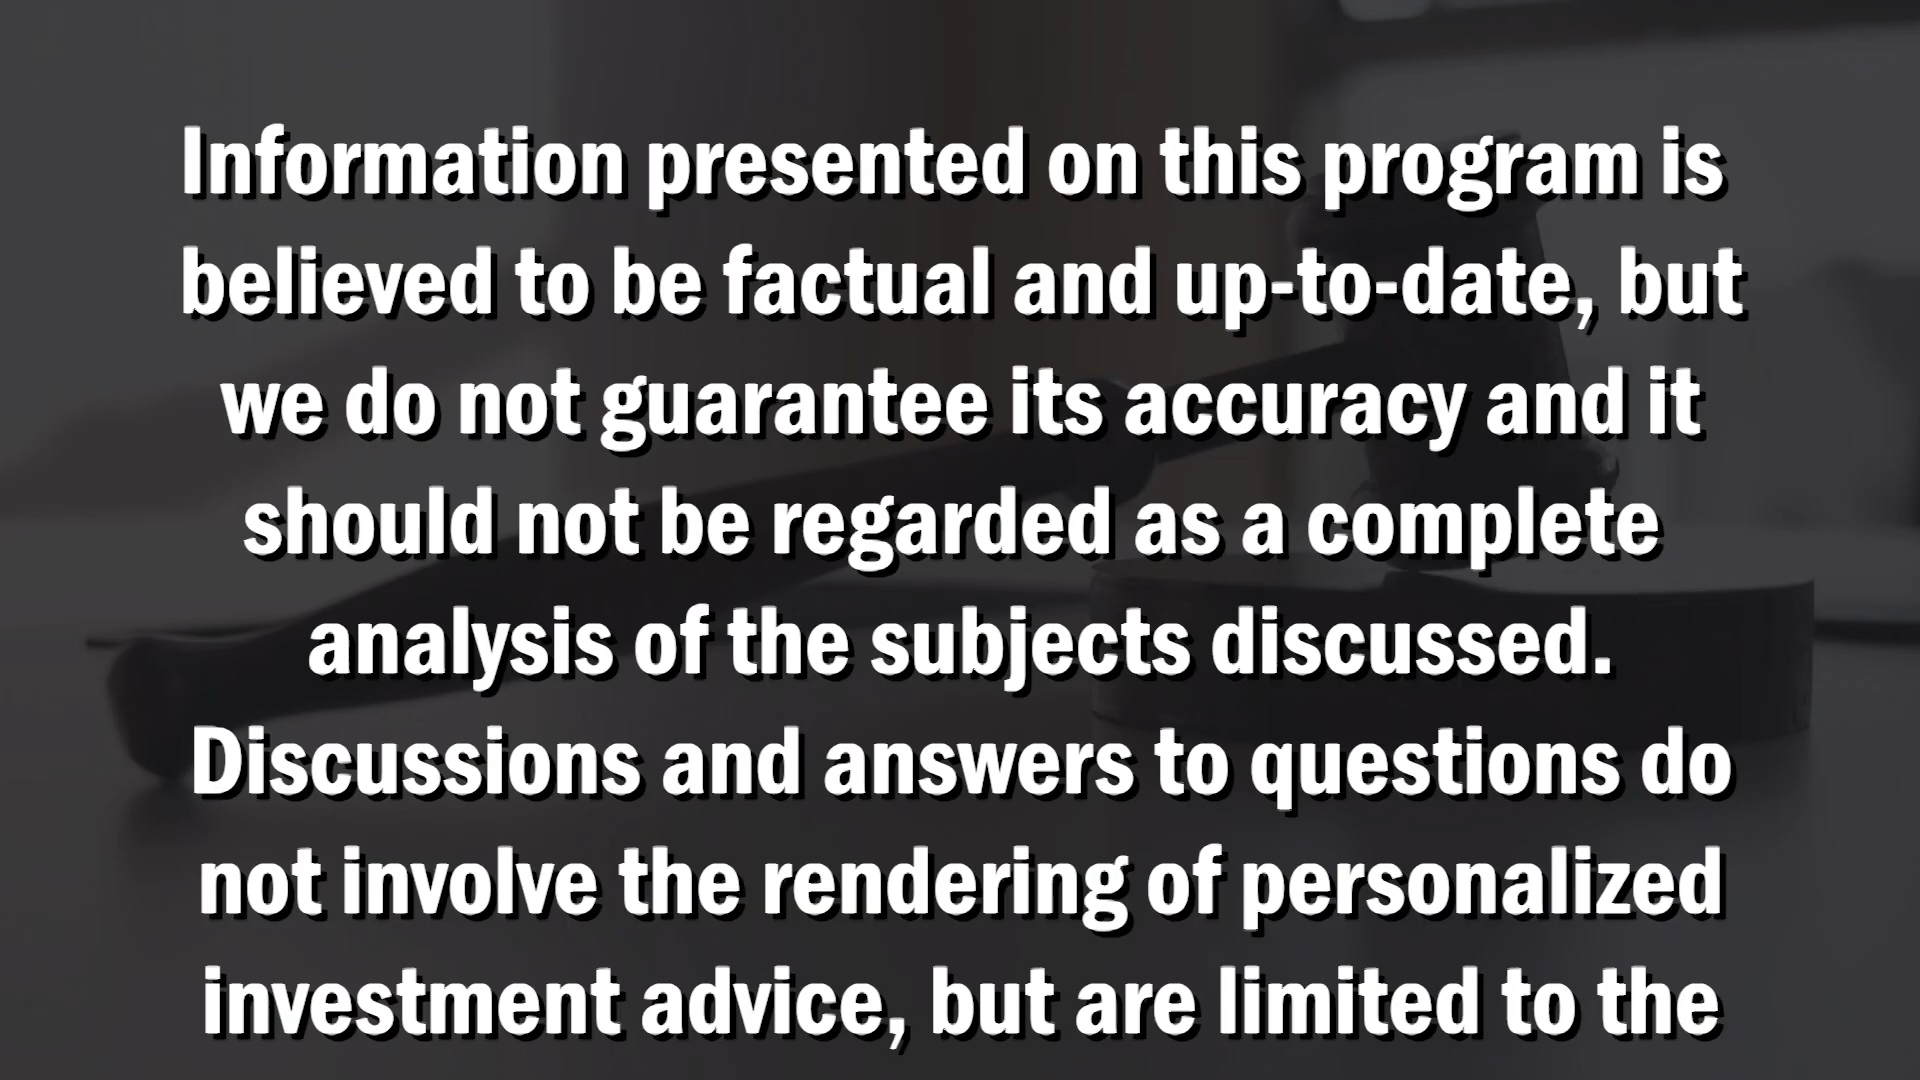 Information presented on this program is
believed to be factual and up-to-date, but
we do not guarantee its accuracy and it
should not be regarded as a complete
analysis of the subjects discussed.
Discussions and answers to questions do
not involve the rendering of personalized
investment advice, but are limited to the